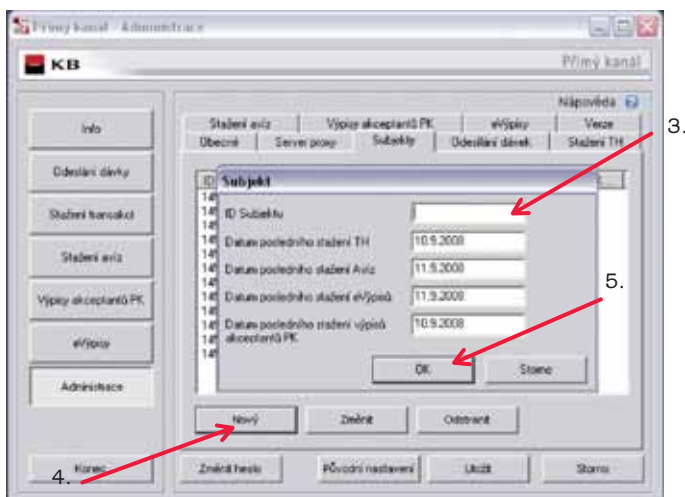 Přímý kanál - Administrace
KB
Přímý kanál
Nápověda
Info
Odeslání dávky
Stažení transakcí
Stažení avíz
Výpisy akceptantů PK
eVýpisy
Administrace
Konec
Stažení avíz
Výpisy akceptantů PK
eVýpisy
Verze
Obecné
Server proxy
Subjekty
Odesílání dávek
Stažení TH
3.
ID
Subjekt
ID Subjektu
Datum posledního stažení TH
10.9.2008
Datum posledního stažení Avíz
11.9.2008
Datum posledního stažení eVýpisů
11.9.2008
Datum posledního stažení výpisů
akceptantů PK
10.9.2008
5.
OK
Storno
Nový
Změnit
Odstranit
4.
Změnit heslo
Původní nastavení
Uložit
Storno